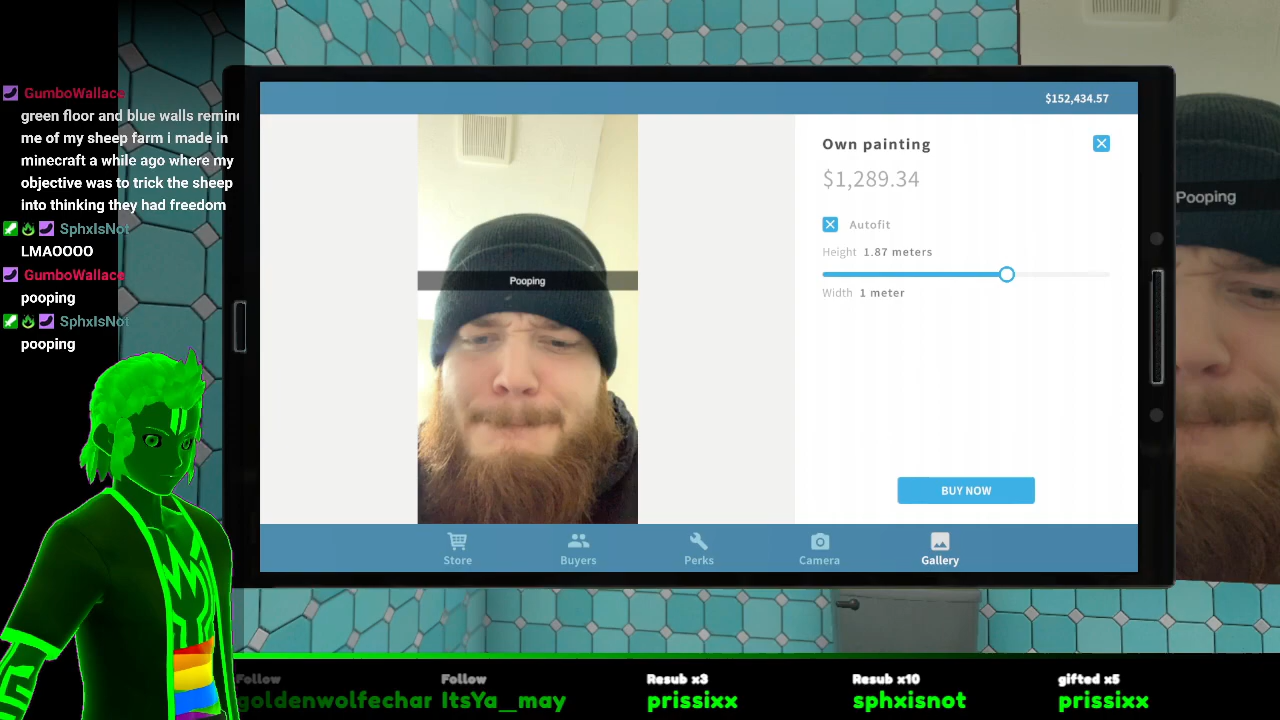 GumboWallace
green floor and blue walls remind
me of my sheep farm i made in
minecraft a while ago where my
objective was to trick the sheep
into thinking they had freedom
SphxIsNot
LMAOOOO
GumboWallace
pooping
SphxIsNot
pooping
$152,434.57
Own painting
$1,289.34
Autofit
Height 1.87 meters
Width 1 meter
BUY NOW
Pooping
Pooping
Store
Buyers
Perks
Camera
Gallery
Follow
goldenwolfechar
Follow
ItsYa_may
Resub x3
prissixx
Resub x10
sphxisnot
gifted x5
prissixx